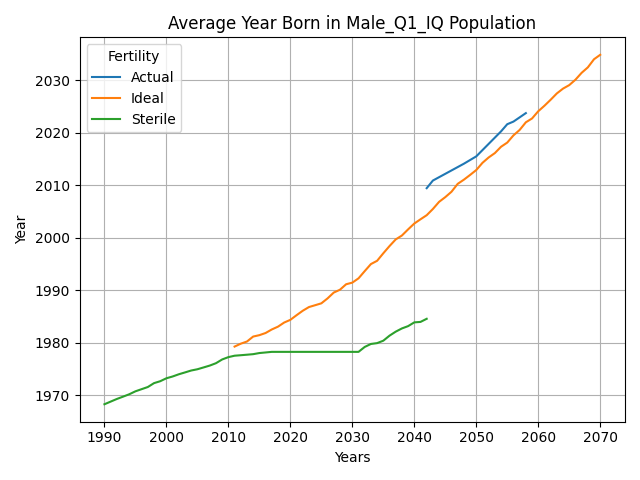 Average Year Born in Male_Q1_IQ Population
Fertility
Actual
Ideal
Sterile
Year
2030
2020
2010
2000
1990
1980
1970
1990 2000 2010 2020 2030 2040 2050 2060 2070
Years